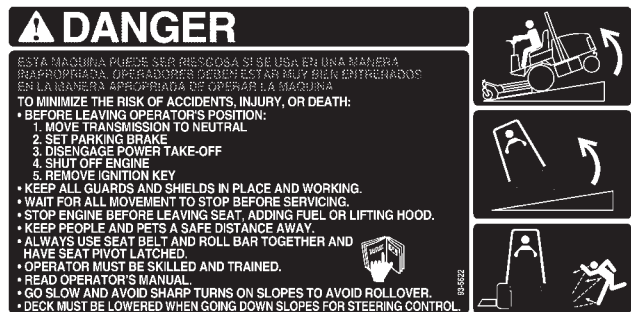 DANGER
ESTA MAQUINA PUEDE SER RIESGOSA SI SE USA EN UNA MANERA
INAPROPRIADA. OPERADORES DEBEN ESTAR MUY BIEN ENTRENADOS
EN LA MANERA APROPRIADA DE OPERAR LA MAQUINA
TO MINIMIZE THE RISK OF ACCIDENTS, INJURY, OR DEATH:
• BEFORE LEAVING OPERATOR'S POSITION:
1. MOVE TRANSMISSION TO NEUTRAL
2. SET PARKING BRAKE
3. DISENGAGE POWER TAKE-OFF
4. SHUT OFF ENGINE
5. REMOVE IGNITION KEY
• KEEP ALL GUARDS AND SHIELDS IN PLACE AND WORKING.
• WAIT FOR ALL MOVEMENT TO STOP BEFORE SERVICING.
• STOP ENGINE BEFORE LEAVING SEAT, ADDING FUEL OR LIFTING HOOD.
• KEEP PEOPLE AND PETS A SAFE DISTANCE AWAY.
• ALWAYS USE SEAT BELT AND ROLL BAR TOGETHER AND
HAVE SEAT PIVOT LATCHED.
• OPERATOR MUST BE SKILLED AND TRAINED.
• READ OPERATOR'S MANUAL.
• GO SLOW AND AVOID SHARP TURNS ON SLOPES TO AVOID ROLLOVER.
• DECK MUST BE LOWERED WHEN GOING DOWN SLOPES FOR STEERING CONTROL.
93-5622